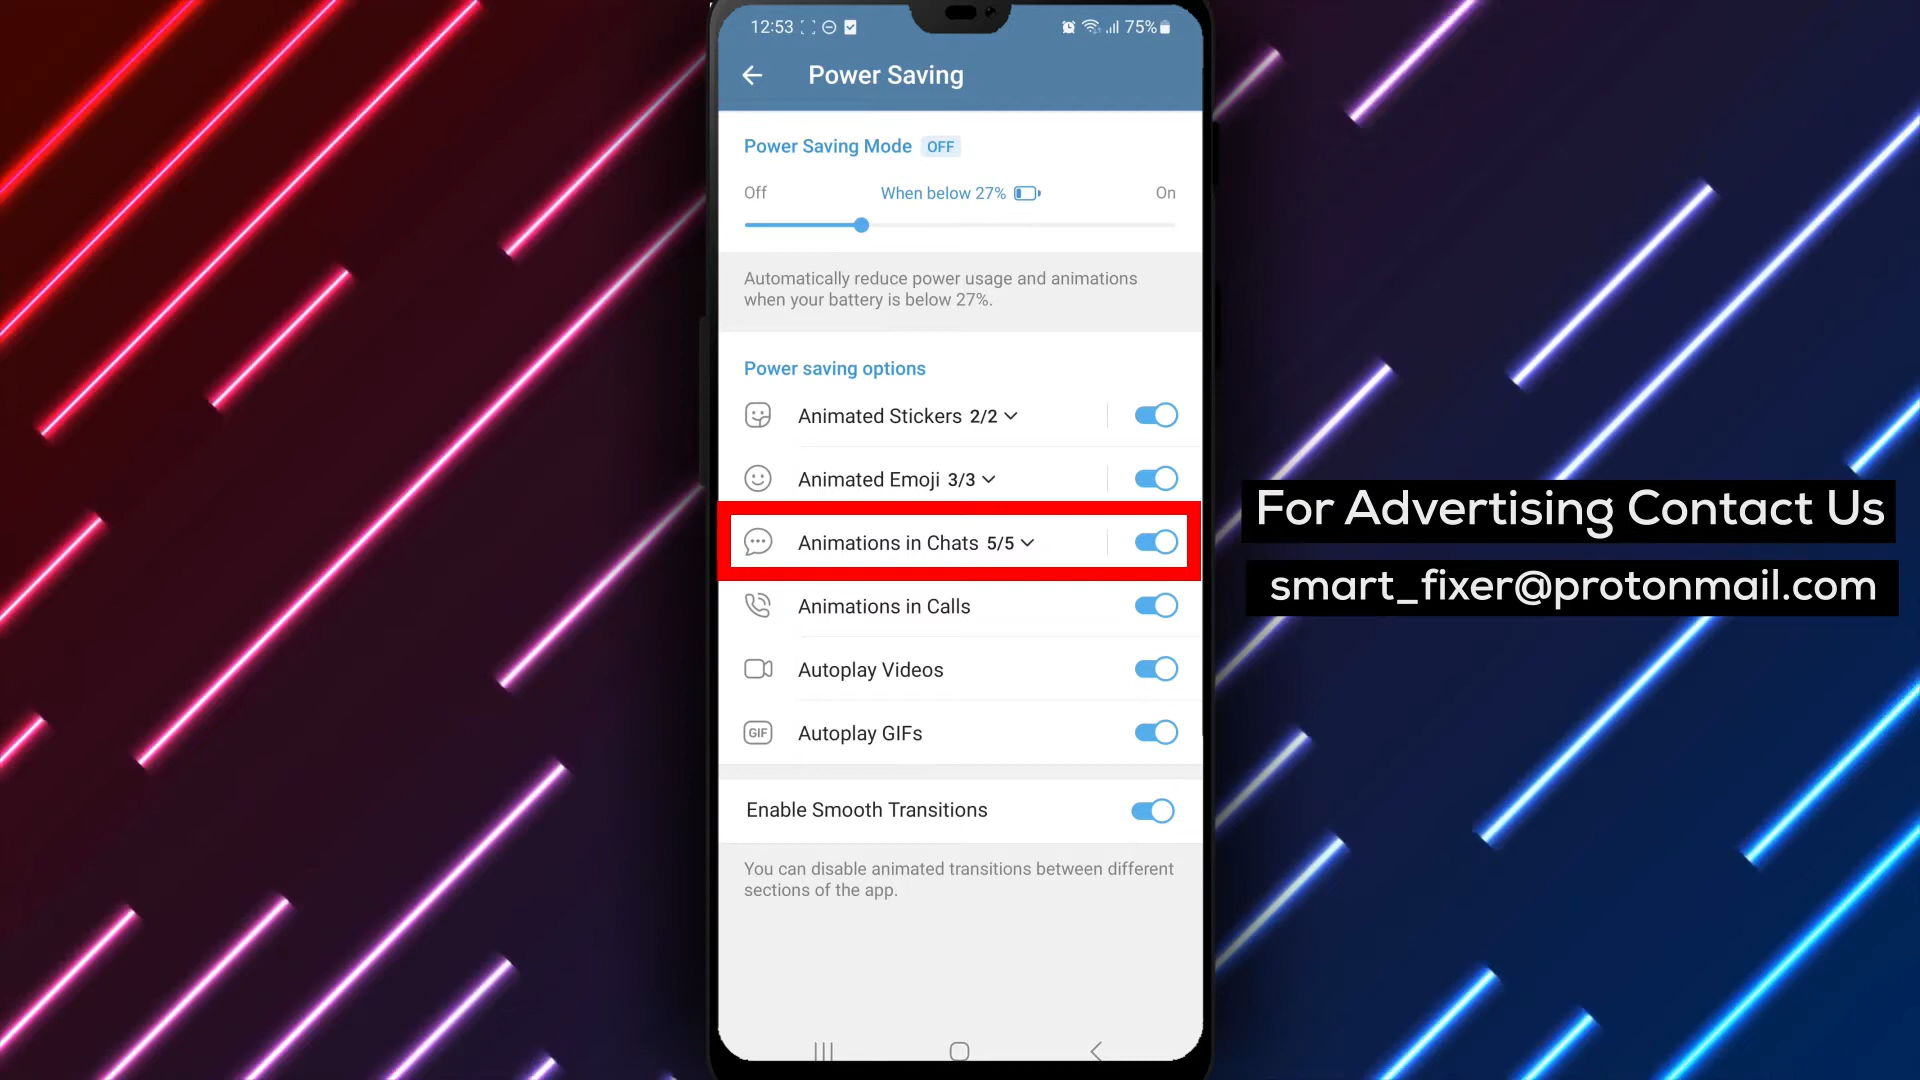 12:53
75%
Power Saving
Power Saving Mode OFF
Off When below 27% On
Automatically reduce power usage and animations
when your battery is below 27%.
Power saving options
Animated Stickers 2/2
Animated Emoji 3/3
Animations in Chats 5/5
Animations in Calls
Autoplay Videos
GIF Autoplay GIFs
Enable Smooth Transitions
You can disable animated transitions between different
sections of the app.
For Advertising Contact Us
smart_fixer@protonmail.com